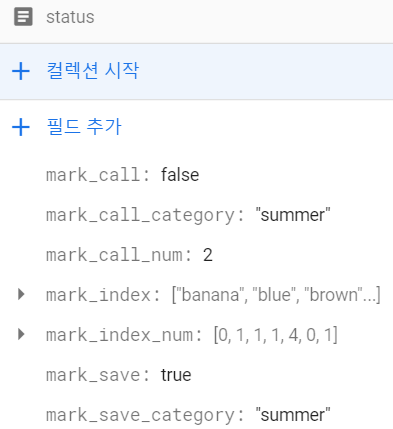 status
컬렉션 시작
필드 추가
mark_call: false
mark_call_category: "summer"
mark_call_num: 2
mark_index: ["banana", "blue", "brown"...]
mark_index_num: [0, 1, 1, 1, 4, 0, 1]
mark_save: true
mark_save_category: "summer"